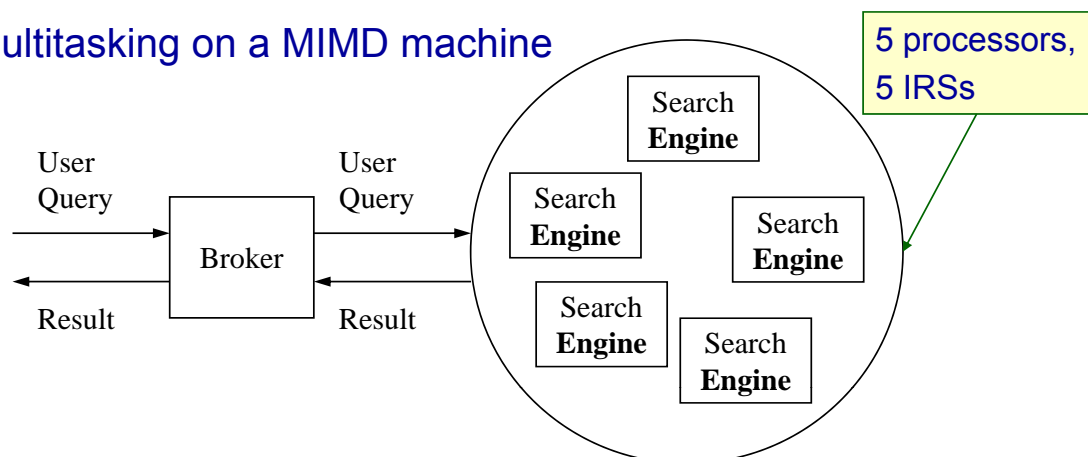 ultitasking on a MIMD machine
5 processors,
5 IRSs
Search
Engine
User
Query
User
Query
Search
Engine
Search
Engine
Broker
Result
Result
Search
Engine
Search
Engine